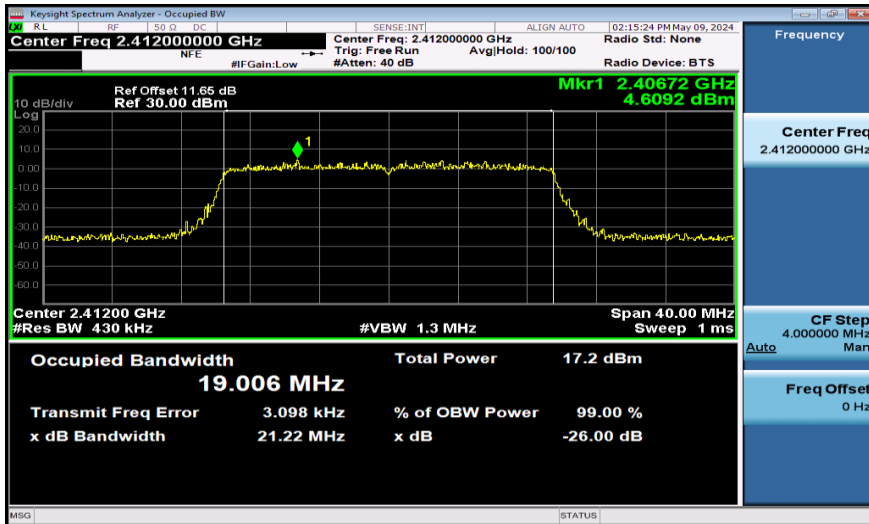 Keysight Spectrum Analyzer - Occupied BW
LXI RL RF 50 Ω DC SENSE:INT ALIGN AUTO 02:15:24 PM May 09, 2024
Center Freq 2.412000000 GHz
Center Freq: 2.412000000 GHz
Radio Std: None
Frequency
NFE
Trig: Free Run Avg|Hold: 100/100
#IFGain:Low
#Atten: 40 dB
Radio Device: BTS
Ref Offset 11.65 dB
Mkr1 2.40672 GHz
10 dB/div Ref 30.00 dBm
4.6092 dBm
Log
20.0
10.0
0.00
-10.0
-20.0
-30.0
-40.0
-50.0
-60.0
1
Center Freq
2.412000000 GHz
Center 2.41200 GHz
Span 40.00 MHz
#Res BW 430 kHz
#VBW 1.3 MHz
Sweep 1 ms
CF Step
4.000000 MHz
Auto Man
Occupied Bandwidth
Total Power 17.2 dBm
19.006 MHz
Freq Offset
0 Hz
Transmit Freq Error 3.098 kHz
% of OBW Power 99.00 %
x dB Bandwidth 21.22 MHz
x dB -26.00 dB
MSG
STATUS